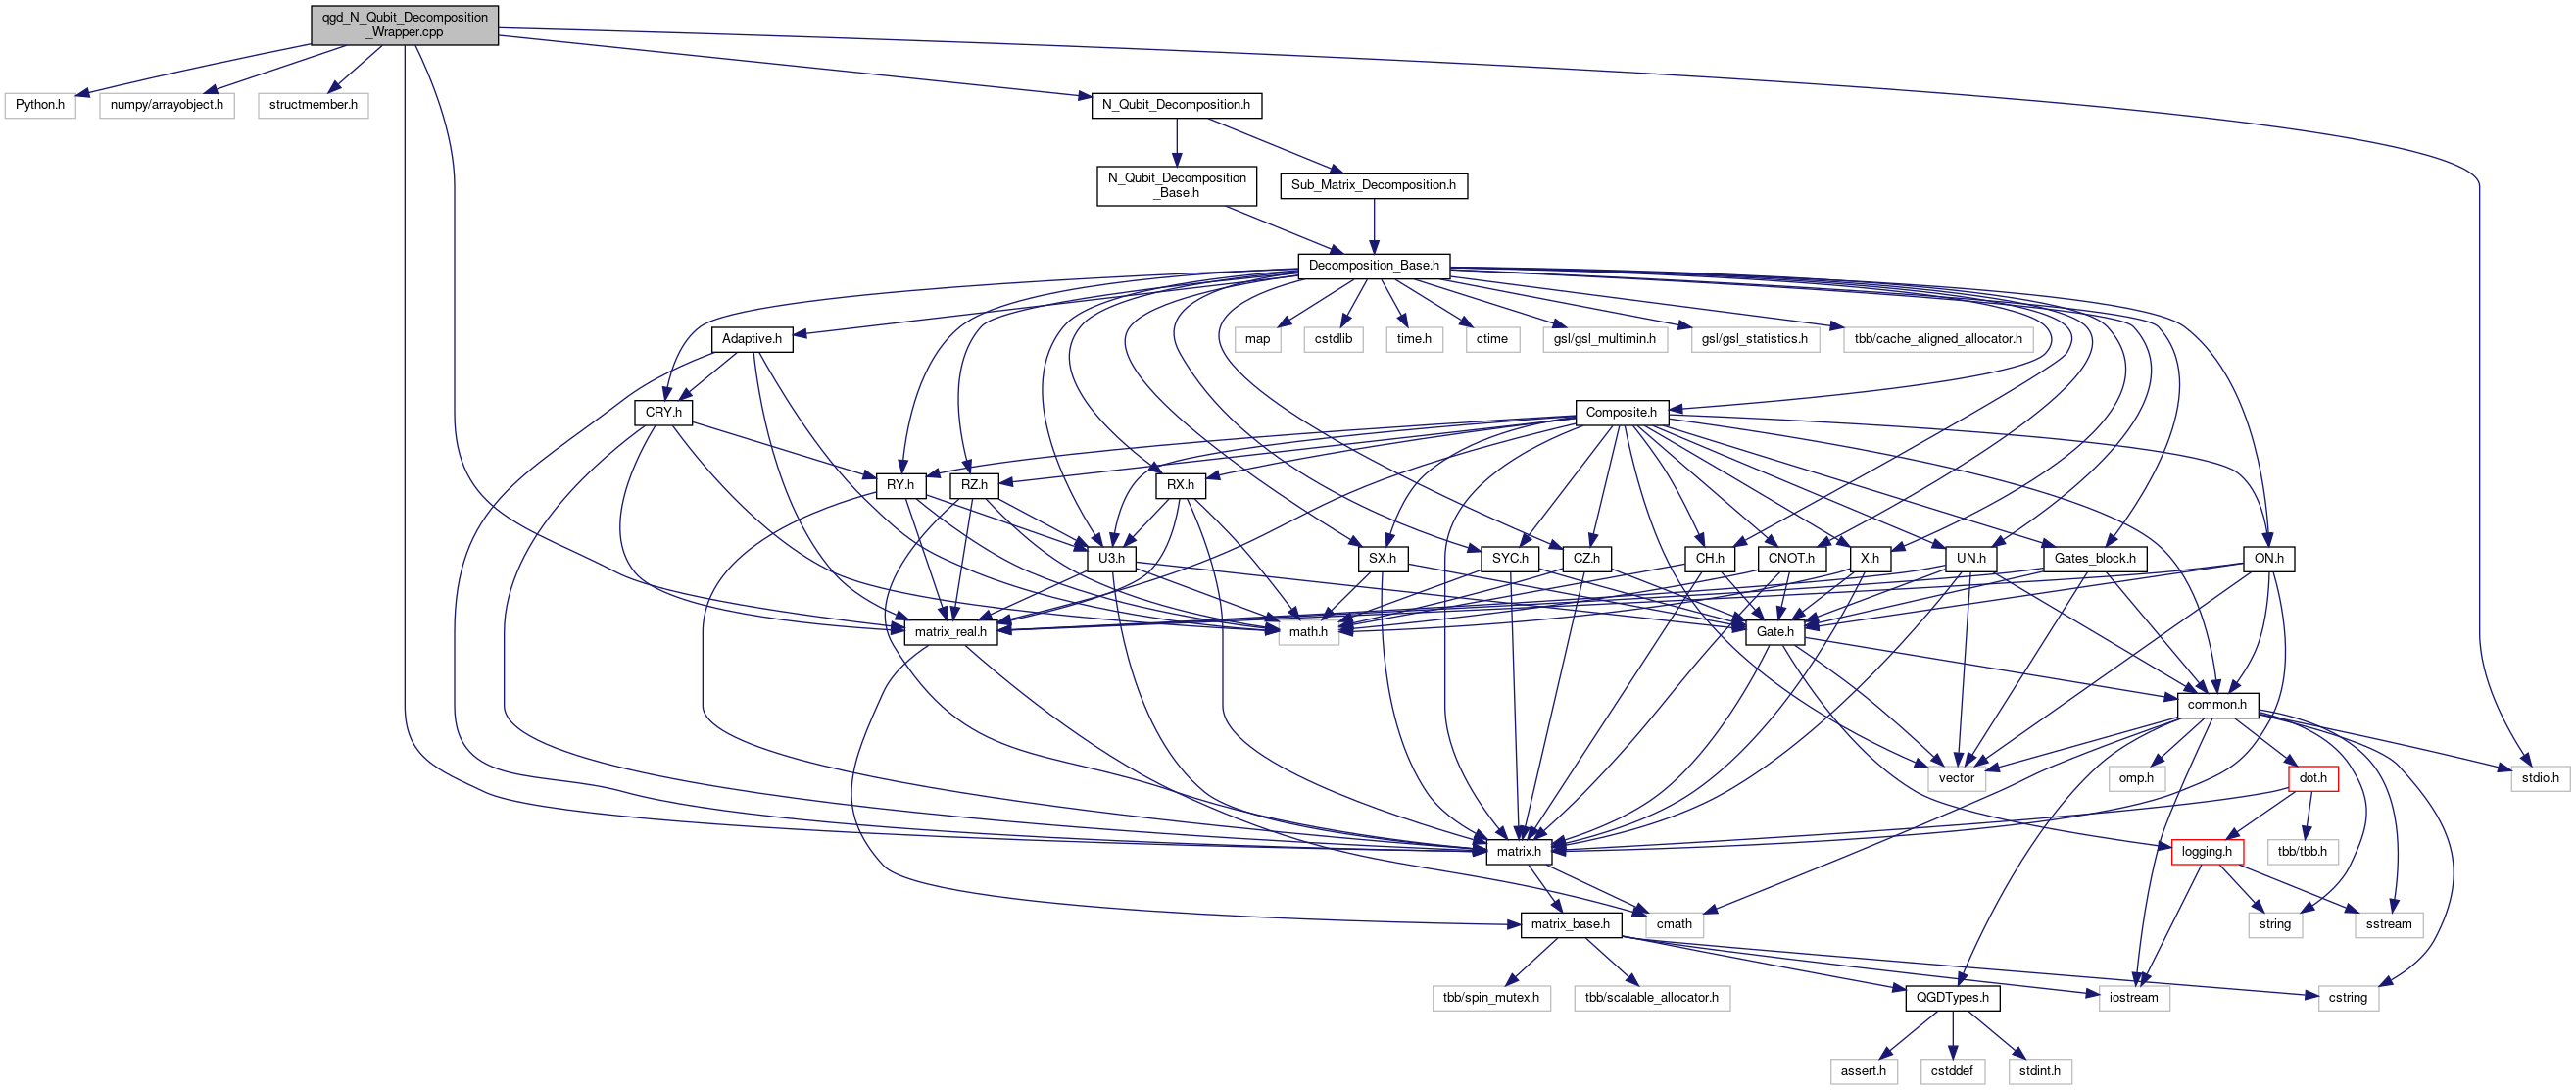 qgd_N_Qubit_Decomposition
_Wrapper.cpp
Python.h
numpy/arrayobject.h
structmember.h
N_Qubit_Decomposition.h
N_Qubit_Decomposition
_Base.h
Sub_Matrix_Decomposition.h
Decomposition_Base.h
Adaptive.h
map
cstdlib
time.h
ctime
gsl/gsl_multimin.h
gsl/gsl_statistics.h
tbb/cache_aligned_allocator.h
CRY.h
Composite.h
RY.h
RZ.h
RX.h
U3.h
SX.h
SYC.h
CZ.h
CH.h
CNOT.h
X.h
UN.h
Gates_block.h
ON.h
matrix_real.h
math.h
Gate.h
common.h
vector
omp.h
dot.h
stdio.h
matrix.h
logging.h
tbb/tbb.h
matrix_base.h
cmath
string
sstream
tbb/spin_mutex.h
tbb/scalable_allocator.h
QGDTypes.h
iostream
cstring
assert.h
cstddef
stdint.h